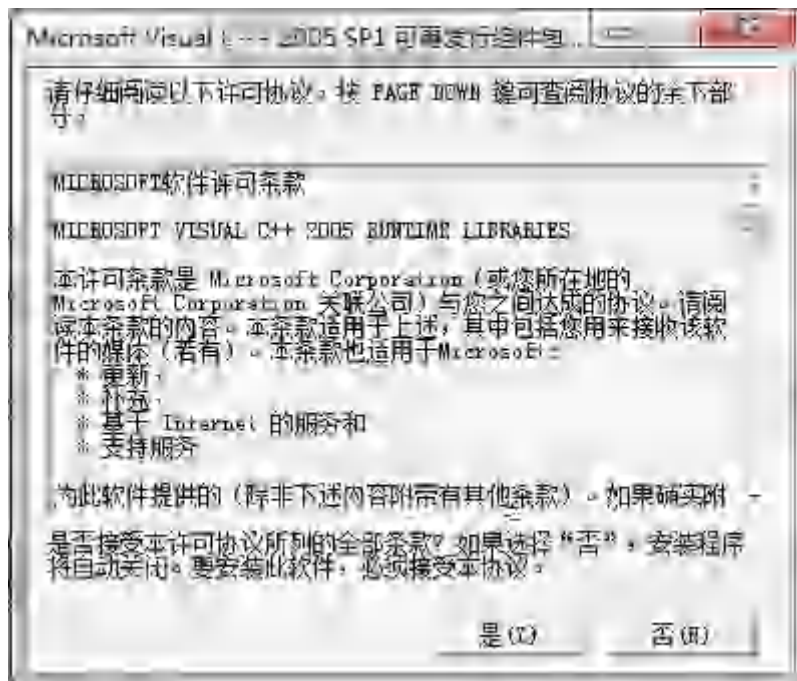 Microsoft Visual C++ 2005 SP1 可再发行组件包...
请仔细阅读以下许可协议。按 PAGE DOWN 键可查阅协议的余下部
分。
MICROSOFT软件许可条款
MICROSOFT VISUAL C++ 2005 RUNTIME LIBRARIES
本许可条款是 Microsoft Corporation（或您所在地的
Microsoft Corporation 关联公司）与您之间达成的协议。请阅
读本条款的内容。本条款适用于上述，其中包括您用来接收该软
件的媒体（若有）。本条款也适用于Microsoft:
* 更新、
* 补充、
* 基于 Internet 的服务和
* 支持服务
为此软件提供的（除非下述内容附带有其他条款）。如果确实附
是否接受本许可协议所列的全部条款? 如果选择“否”，安装程序
将自动关闭。要安装此软件，必须接受本协议。
是(Y)
否(N)